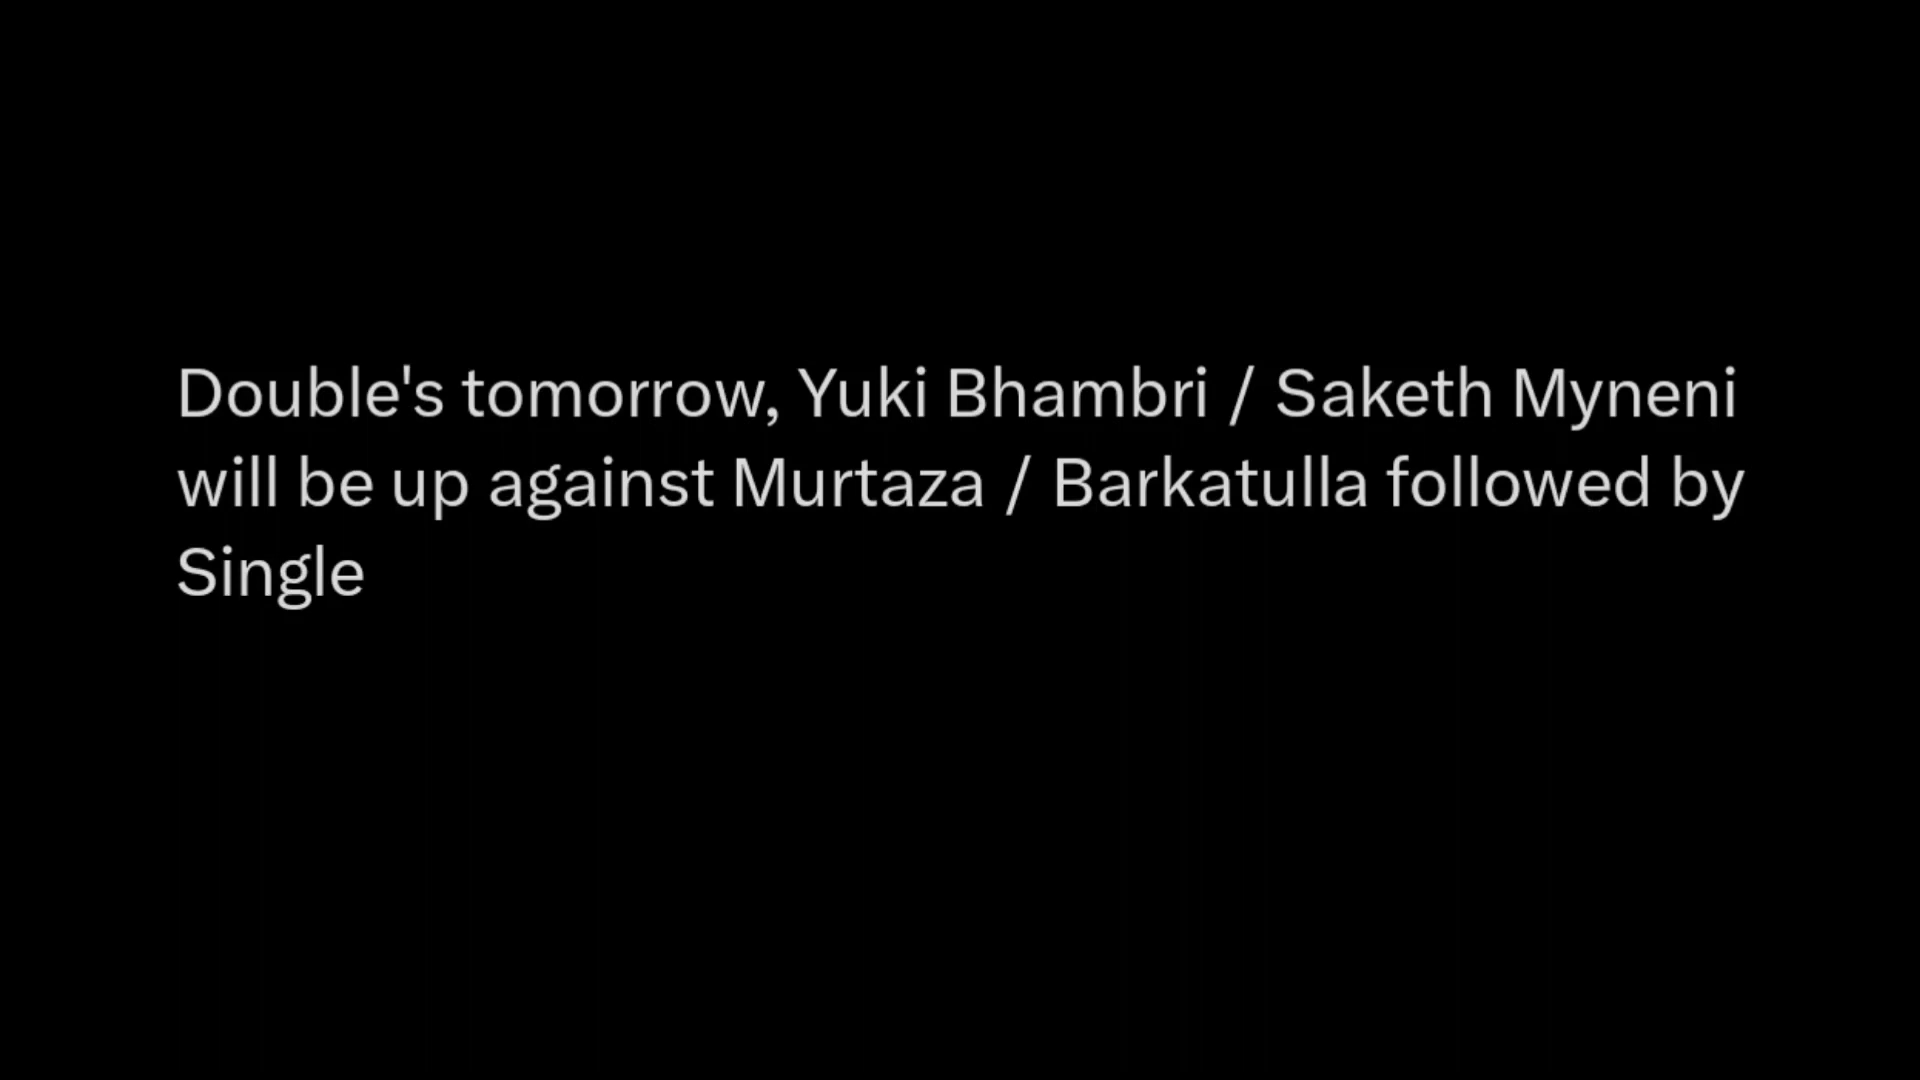 Double's tomorrow, Yuki Bhambri / Saketh Myneni
will be up against Murtaza / Barkatulla followed by
Single